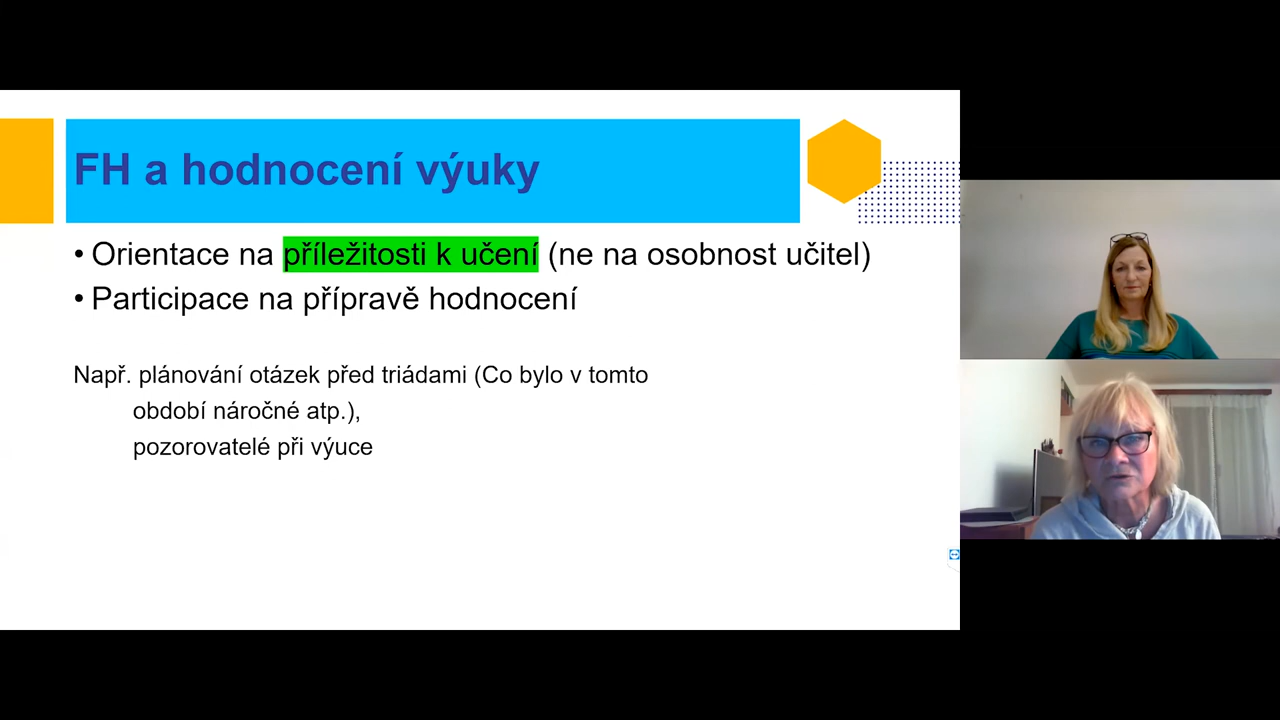 FH a hodnocení výuky
• Orientace na příležitosti k učení (ne na osobnost učitel)
• Participace na přípravě hodnocení
Např. plánování otázek před triádami (Co bylo v tomto
období náročné atp.),
pozorovatelé při výuce